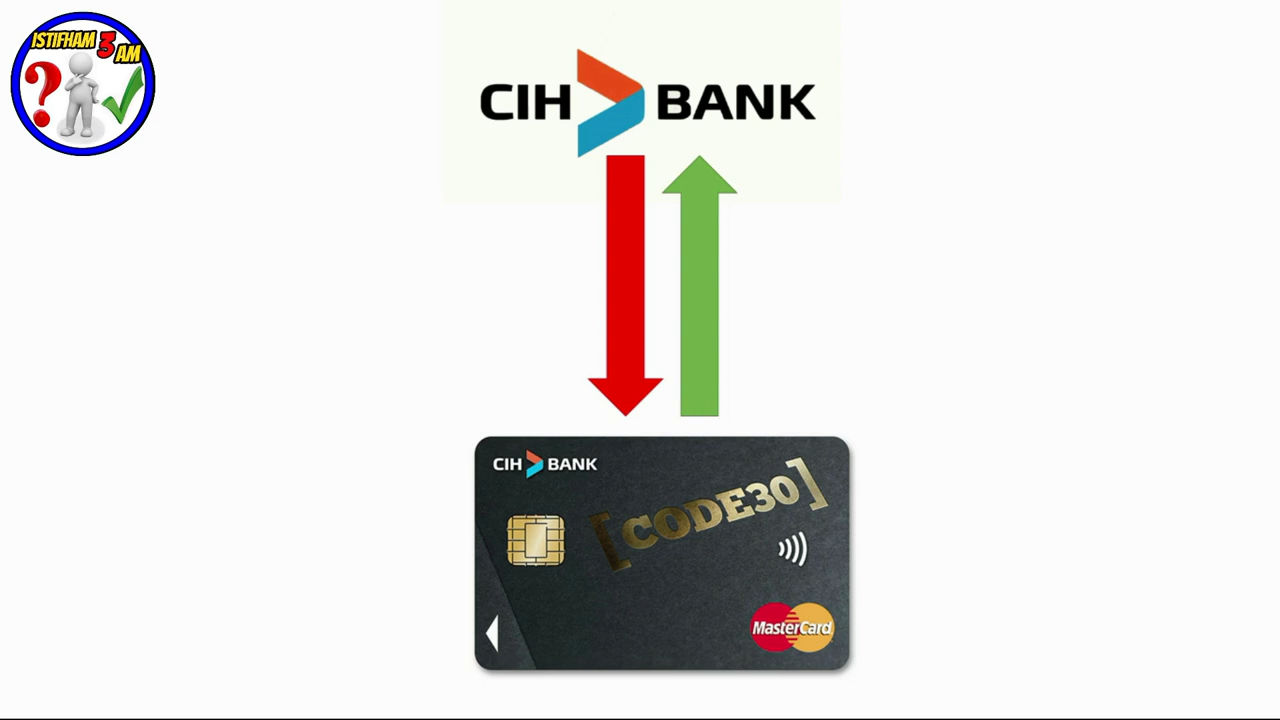 ISTIFHAM 3 AM
CIH BANK
CIH BANK
[CODE30]
MasterCard